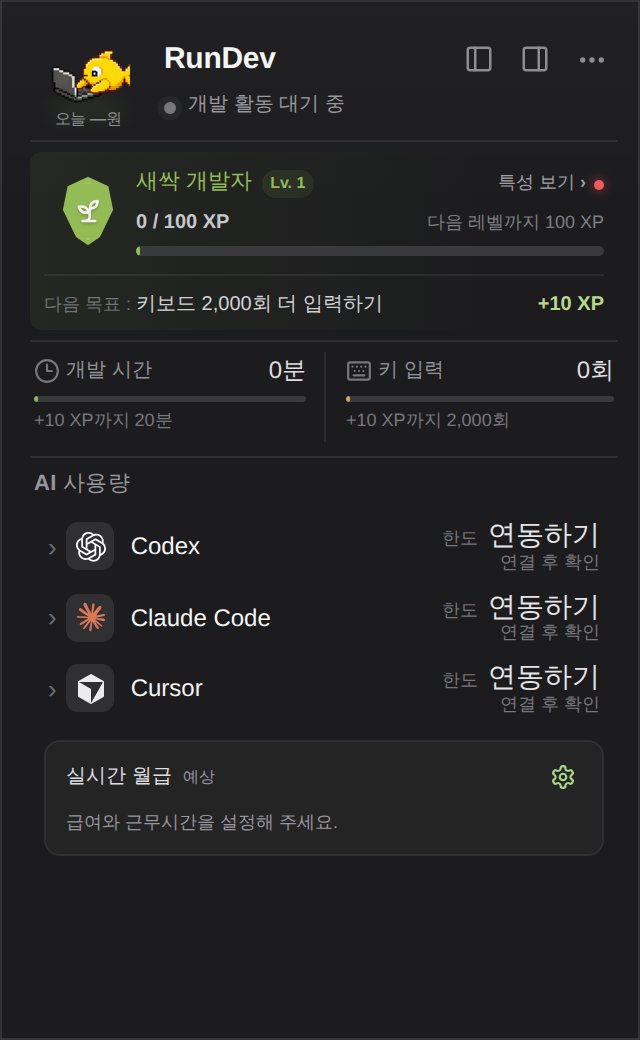 RunDev
개발 활동 대기 중
오늘 —원
새싹 개발자 Lv. 1 특성 보기 ›
0 / 100 XP 다음 레벨까지 100 XP
다음 목표 : 키보드 2,000회 더 입력하기 +10 XP
개발 시간 0분
+10 XP까지 20분
키 입력 0회
+10 XP까지 2,000회
AI 사용량
Codex 한도 연동하기
연결 후 확인
Claude Code 한도 연동하기
연결 후 확인
Cursor 한도 연동하기
연결 후 확인
실시간 월급 예상
급여와 근무시간을 설정해 주세요.